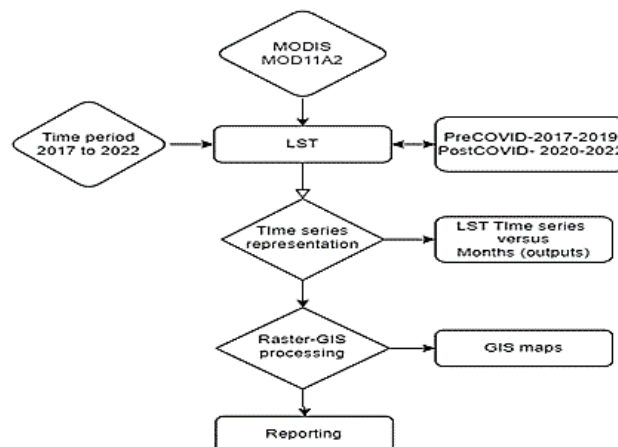 MODIS
MOD11A2
Time period
2017 to 2022
LST
PreCOVID-2017-2019
PostCOVID- 2020-2022
TIme series
representation
LST TIme series
versus
Months (outputs)
Raster-GIS
processing
GIS maps
Reporting